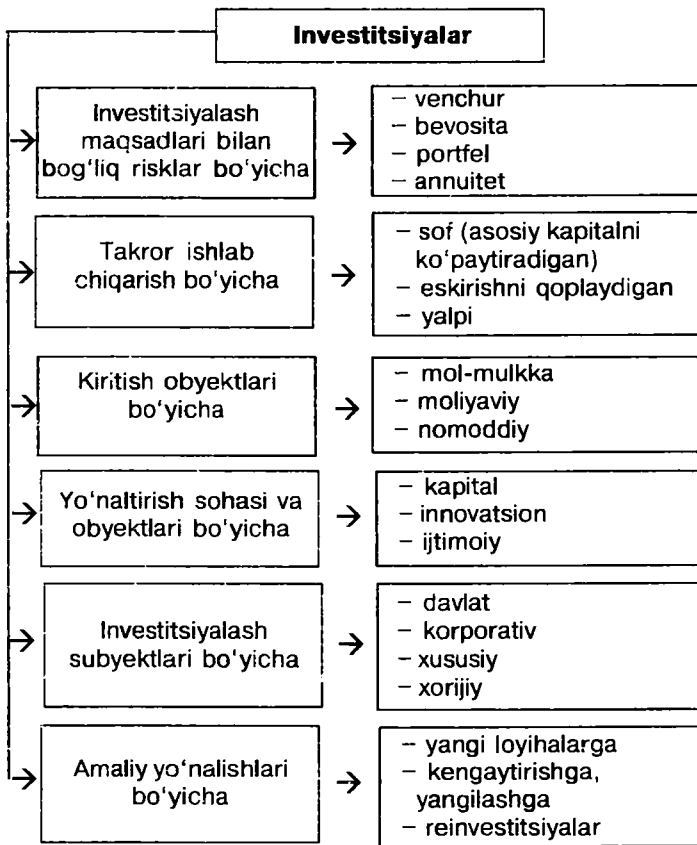 Investitsiyalar
Investitsiyalash
maqsadlari bilan
bog‘liq risklar bo‘yicha
– venchur
– bevosita
– portfel
– annuitet
Takror ishlab
chiqarish bo‘yicha
– sof (asosiy kapitalni
ko‘paytiradigan)
– eskirishni qoplaydigan
– yalpi
Kiritish obyektlari
bo‘yicha
– mol-mulkka
– moliyaviy
– nomoddiy
Yo‘naltirish sohasi va
obyektlari bo‘yicha
– kapital
– innovatsion
– ijtimoiy
Investitsiyalash
subyektlari bo‘yicha
– davlat
– korporativ
– xususiy
– xorijiy
Amaliy yo‘nalishlari
bo‘yicha
– yangi loyihalarga
– kengaytirishga,
yangilashga
– reinvestitsiyalar